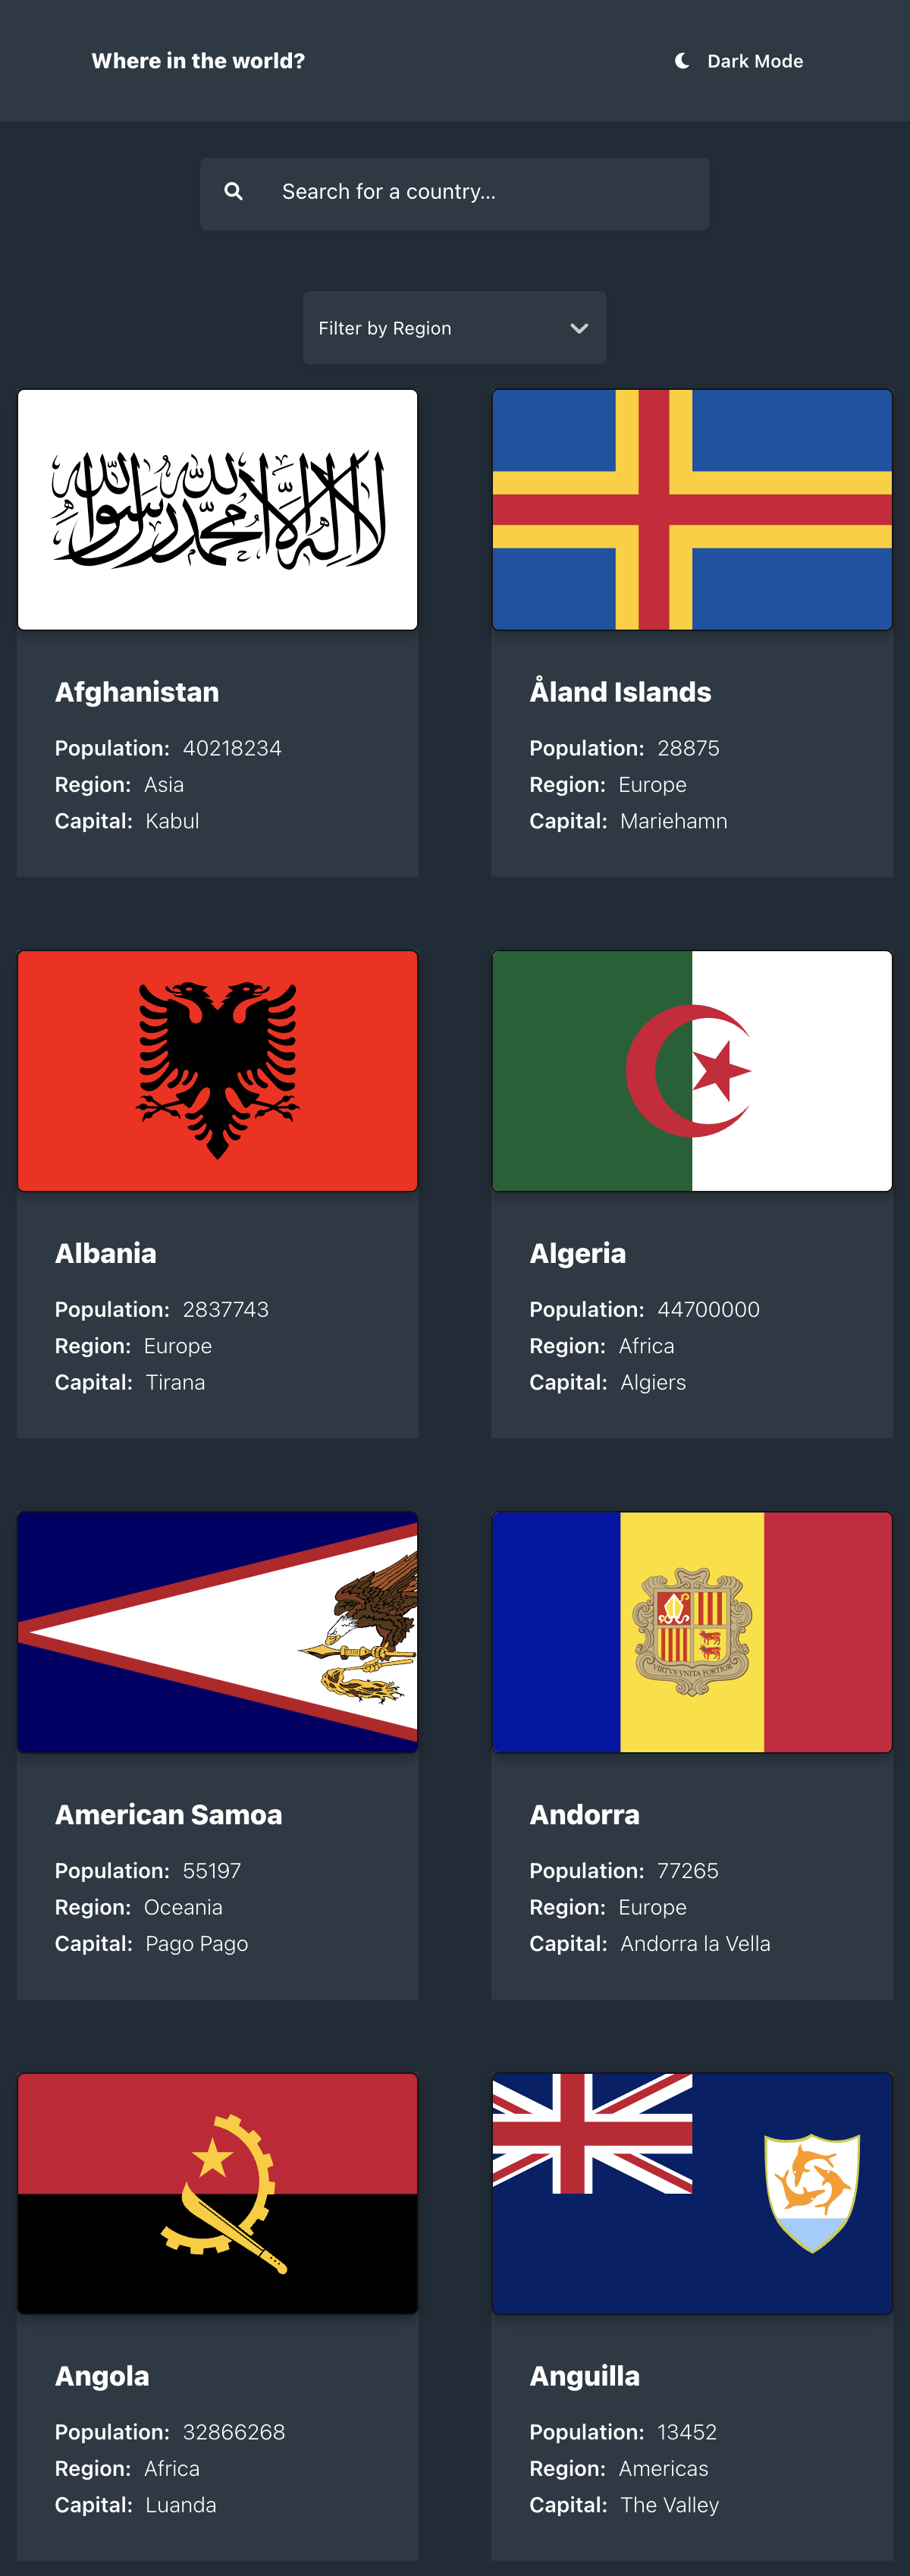 Where in the world?
Dark Mode
Search for a country...
Filter by Region
لا إله إلا الله محمد رسول الله
Afghanistan
Population: 40218234
Region: Asia
Capital: Kabul
Åland Islands
Population: 28875
Region: Europe
Capital: Mariehamn
Albania
Population: 2837743
Region: Europe
Capital: Tirana
Algeria
Population: 44700000
Region: Africa
Capital: Algiers
American Samoa
Population: 55197
Region: Oceania
Capital: Pago Pago
VIRTVS VNITA FORTIOR
Andorra
Population: 77265
Region: Europe
Capital: Andorra la Vella
Angola
Population: 32866268
Region: Africa
Capital: Luanda
Anguilla
Population: 13452
Region: Americas
Capital: The Valley